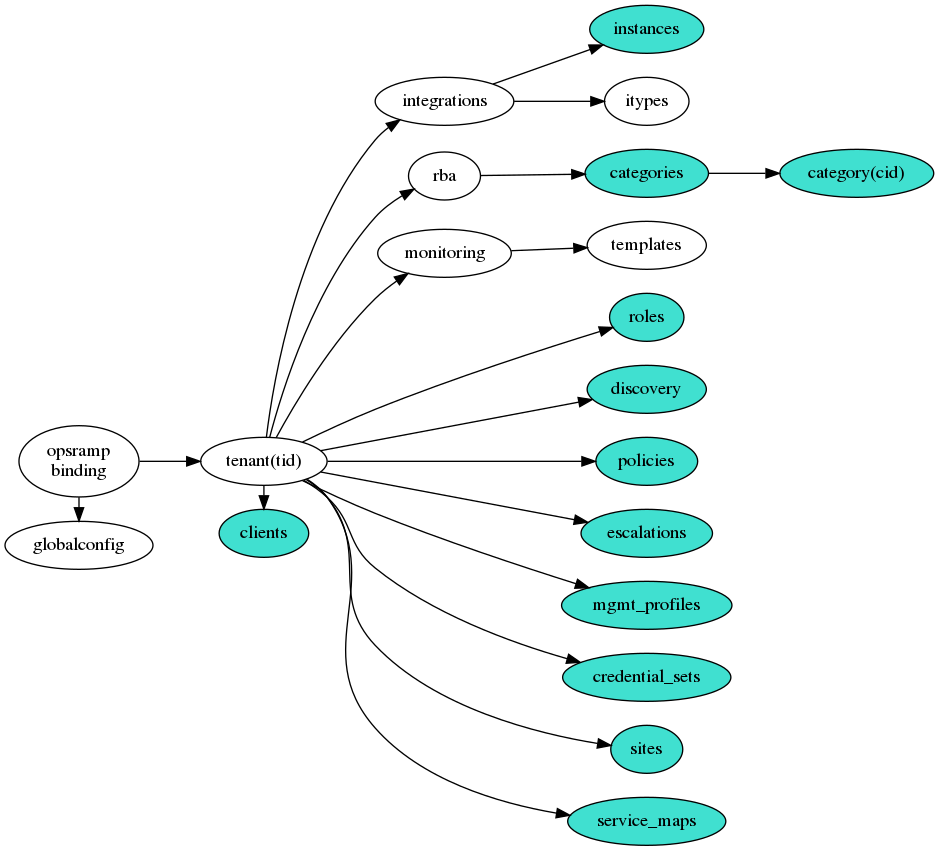 instances
integrations
itypes
rba
categories
category(cid)
monitoring
templates
roles
discovery
opsramp
binding
tenant(tid)
policies
globalconfig
clients
escalations
mgmt_profiles
credential_sets
sites
service_maps